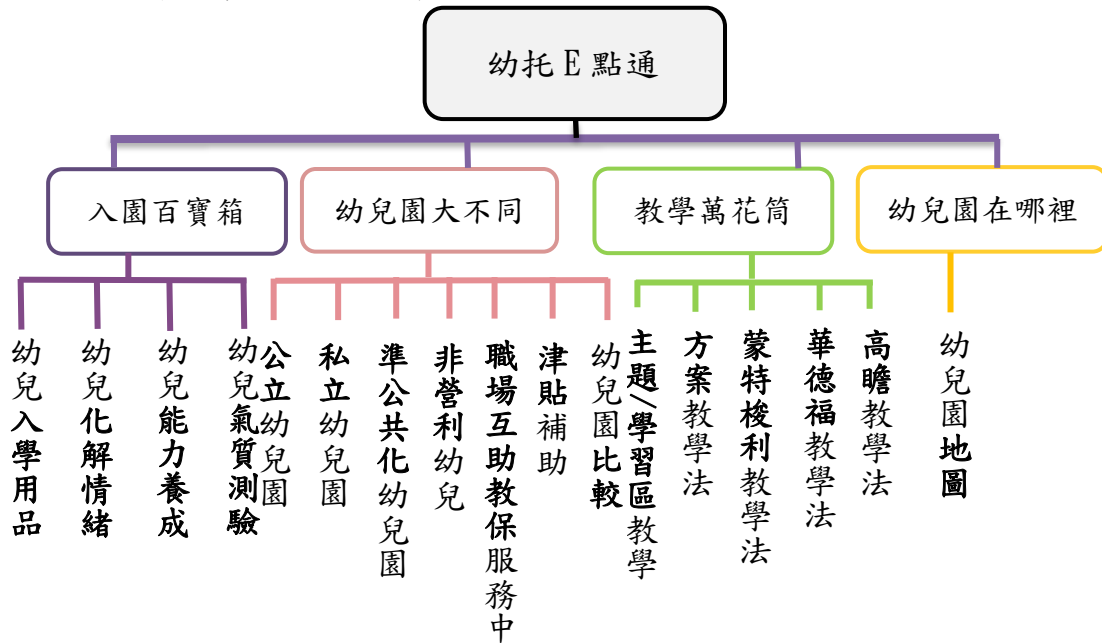 幼托E點通
入園百寶箱
幼兒園大不同
教學萬花筒
幼兒園在哪裡
幼兒入學用品
幼兒化解情緒
幼兒能力養成
幼兒氣質測驗
公立幼兒園
私立幼兒園
準公共化幼兒園
非營利幼兒
職場互助教保服務中
津貼補助
幼兒園比較
主題/學習區教學
方案教學法
蒙特梭利教學法
華德福教學法
高瞻教學法
幼兒園地圖